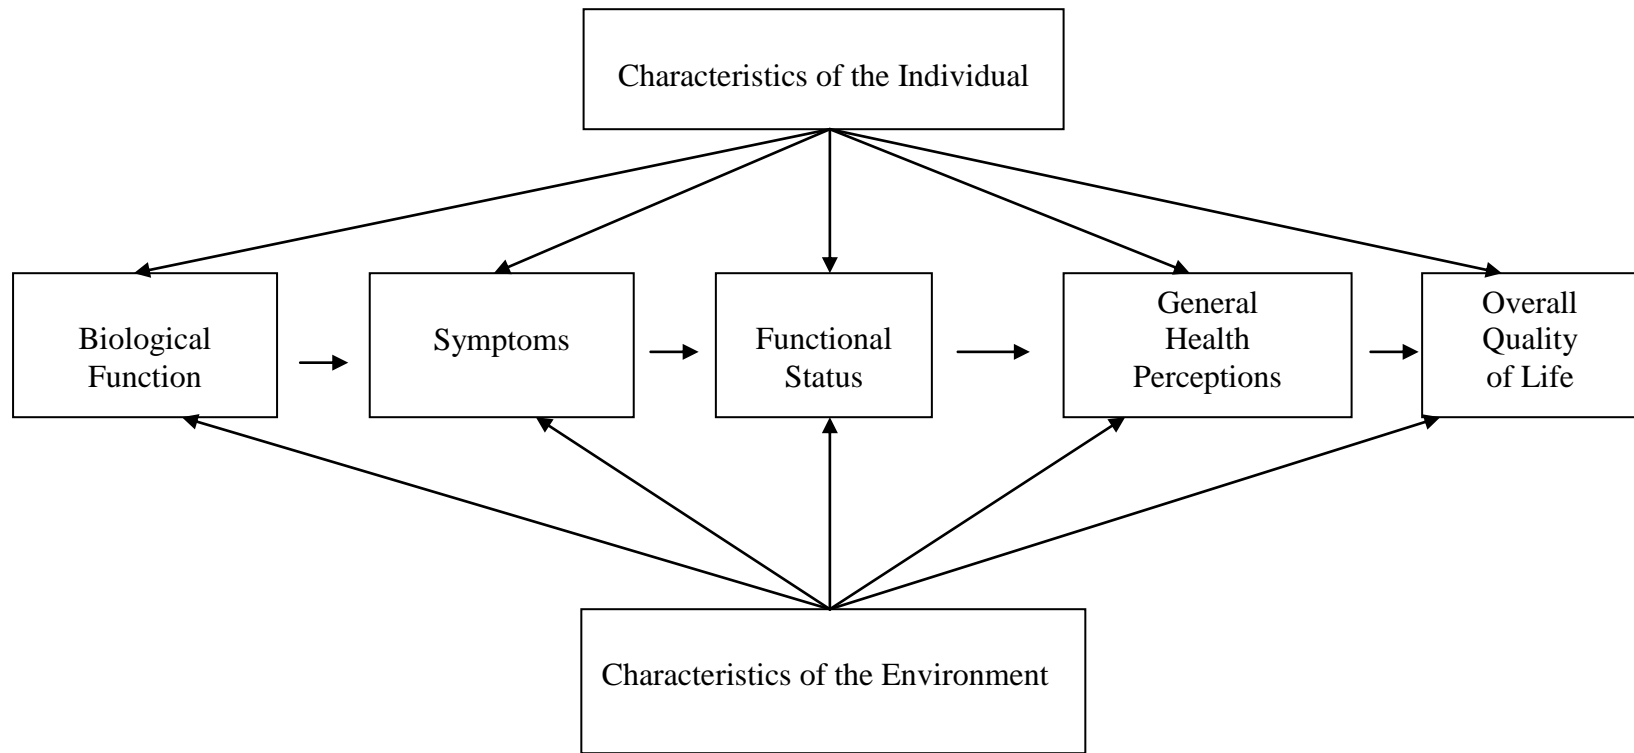 Characteristics of the Individual
Biological
Function
Symptoms
Functional
Status
General
Health
Perceptions
Overall
Quality
of Life
Characteristics of the Environment